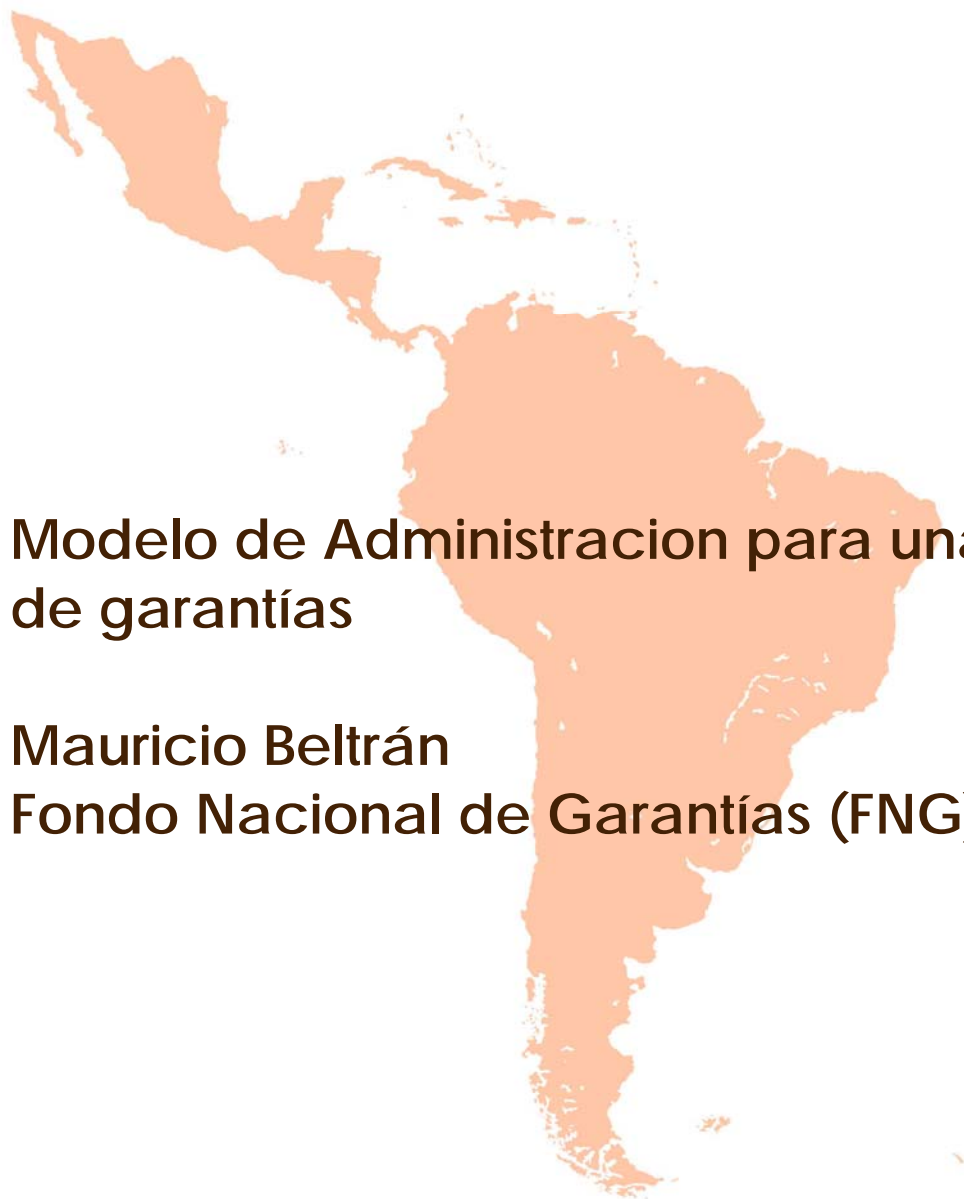 Modelo de Administracion para una
de garantías
Mauricio Beltrán
Fondo Nacional de Garantías (FNG)